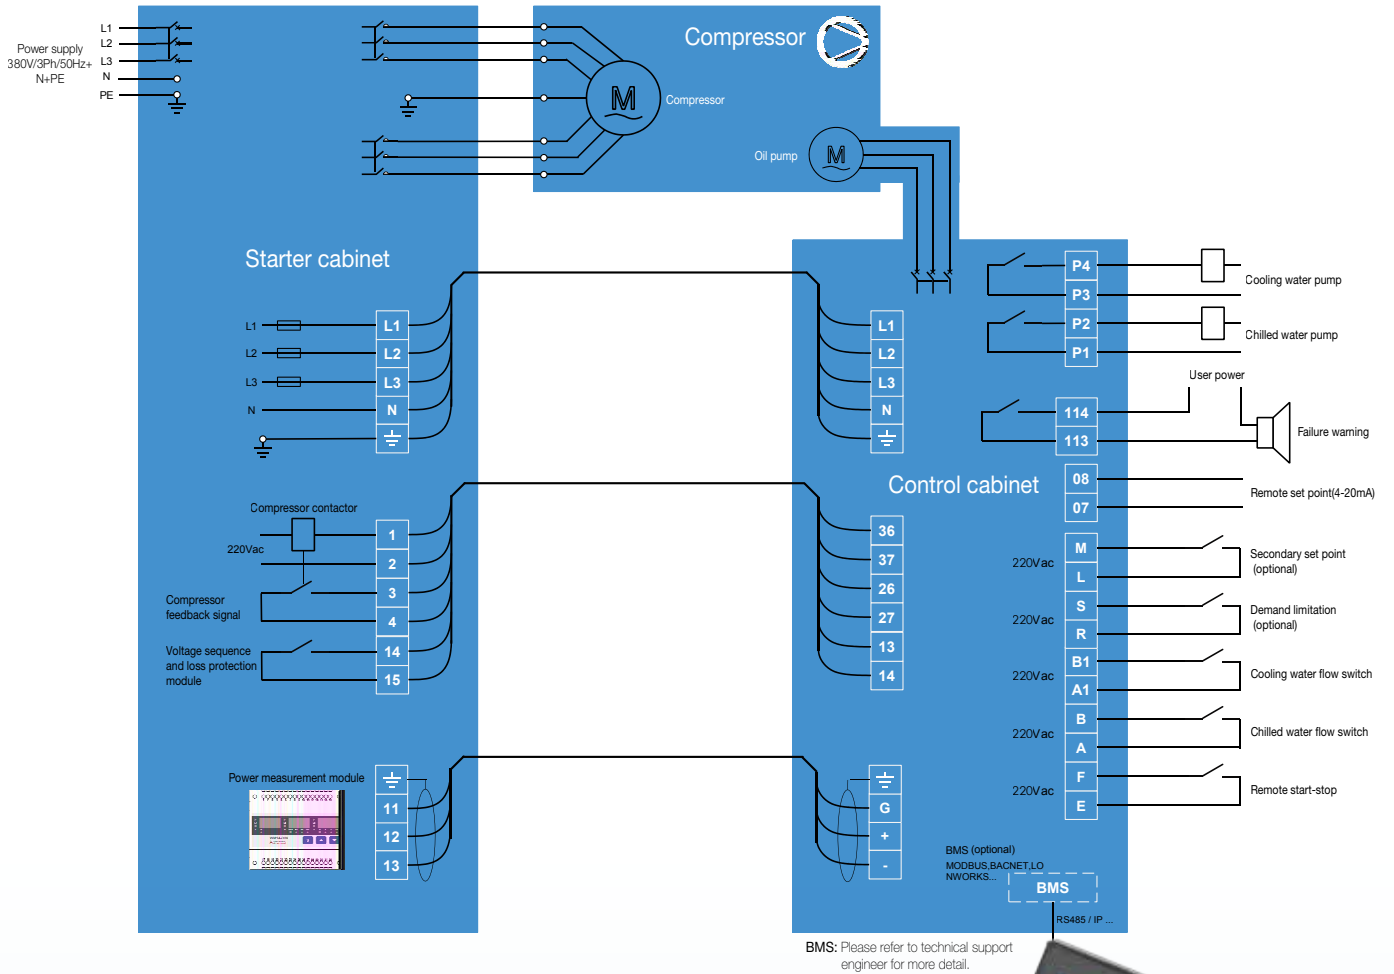 Power supply
380V/3Ph/50Hz+
N+PE
L1
L2
L3
N
PE
Compressor
M
Compressor
Oil pump
M
Starter cabinet
L1
L2
L3
N
L1
L2
L3
N
L1
L2
L3
N
P4
P3
P2
P1
Cooling water pump
Chilled water pump
User power
114
113
Failure warning
Control cabinet
08
07
Remote set point(4-20mA)
Compressor contactor
220Vac
Compressor
feedback signal
Voltage sequence
and loss protection
module
1
2
3
4
14
15
36
37
26
27
13
14
220Vac
M
L
Secondary set point
(optional)
220Vac
S
R
Demand limitation
(optional)
220Vac
B1
A1
Cooling water flow switch
220Vac
B
A
Chilled water flow switch
220Vac
F
E
Remote start-stop
Power measurement module
11
12
13
G
+
-
BMS (optional)
MODBUS,BACNET,LO
NWORKS...
BMS
RS485 / IP ...
BMS: Please refer to technical support
engineer for more detail.